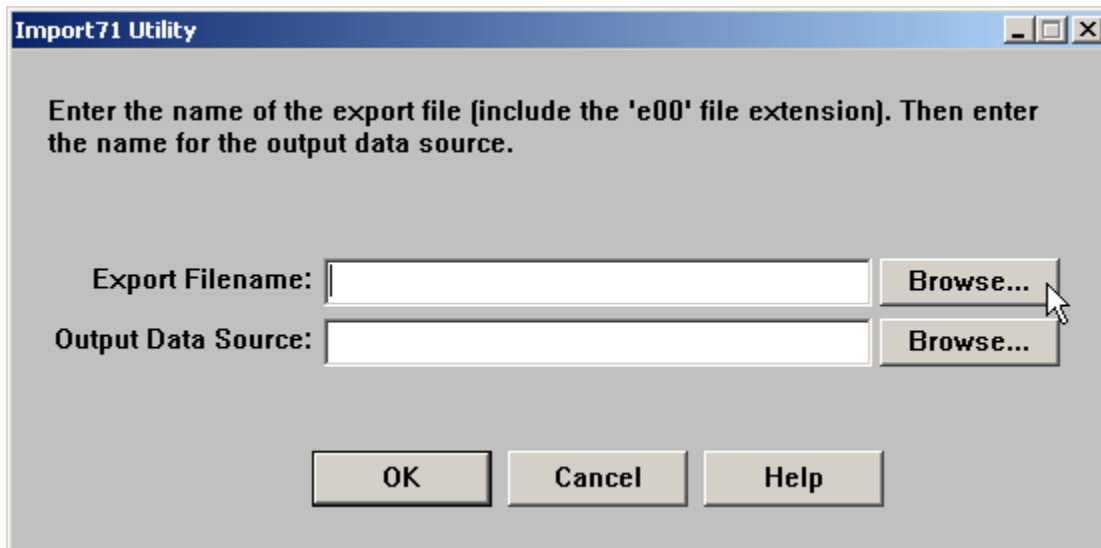 Import71 Utility
Enter the name of the export file (include the 'e00' file extension). Then enter
the name for the output data source.
Export Filename: Browse...
Output Data Source: Browse...
OK Cancel Help